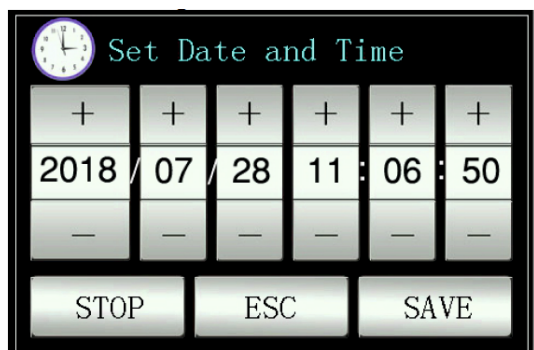 Set Date and Time
+ + + + + +
2018 / 07 / 28 11 : 06 : 50
— — — — — —
STOP ESC SAVE